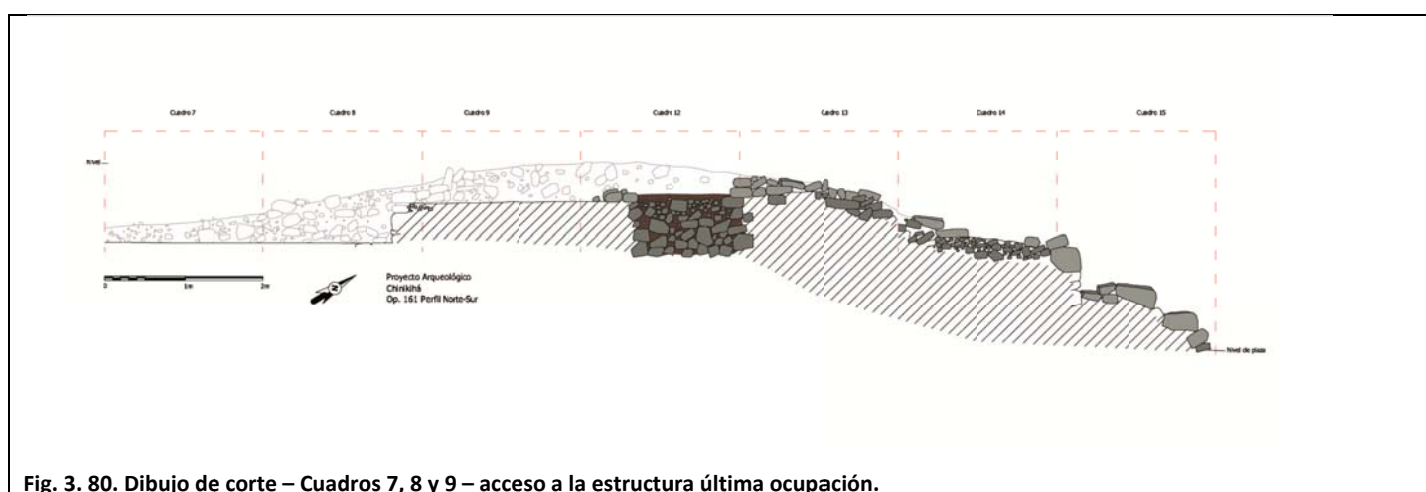 Cuadro 7 Cuadro 8 Cuadro 9 Cuadro 12 Cuadro 13 Cuadro 14 Cuadro 15
Nivel
0 1m 2m
N
Proyecto Arqueológico
Chinikihá
Op. 161 Perfil Norte-Sur
Nivel de plaza
Fig. 3. 80. Dibujo de corte – Cuadros 7, 8 y 9 – acceso a la estructura última ocupación.